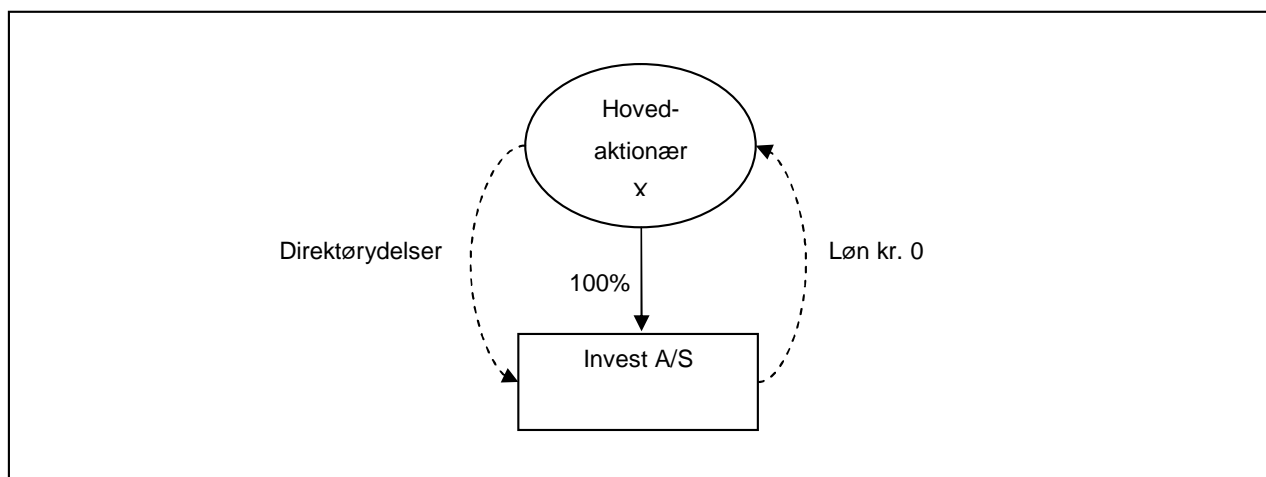 Hoved-
aktionær
X
Direktørydelser
Løn kr. 0
100%
Invest A/S